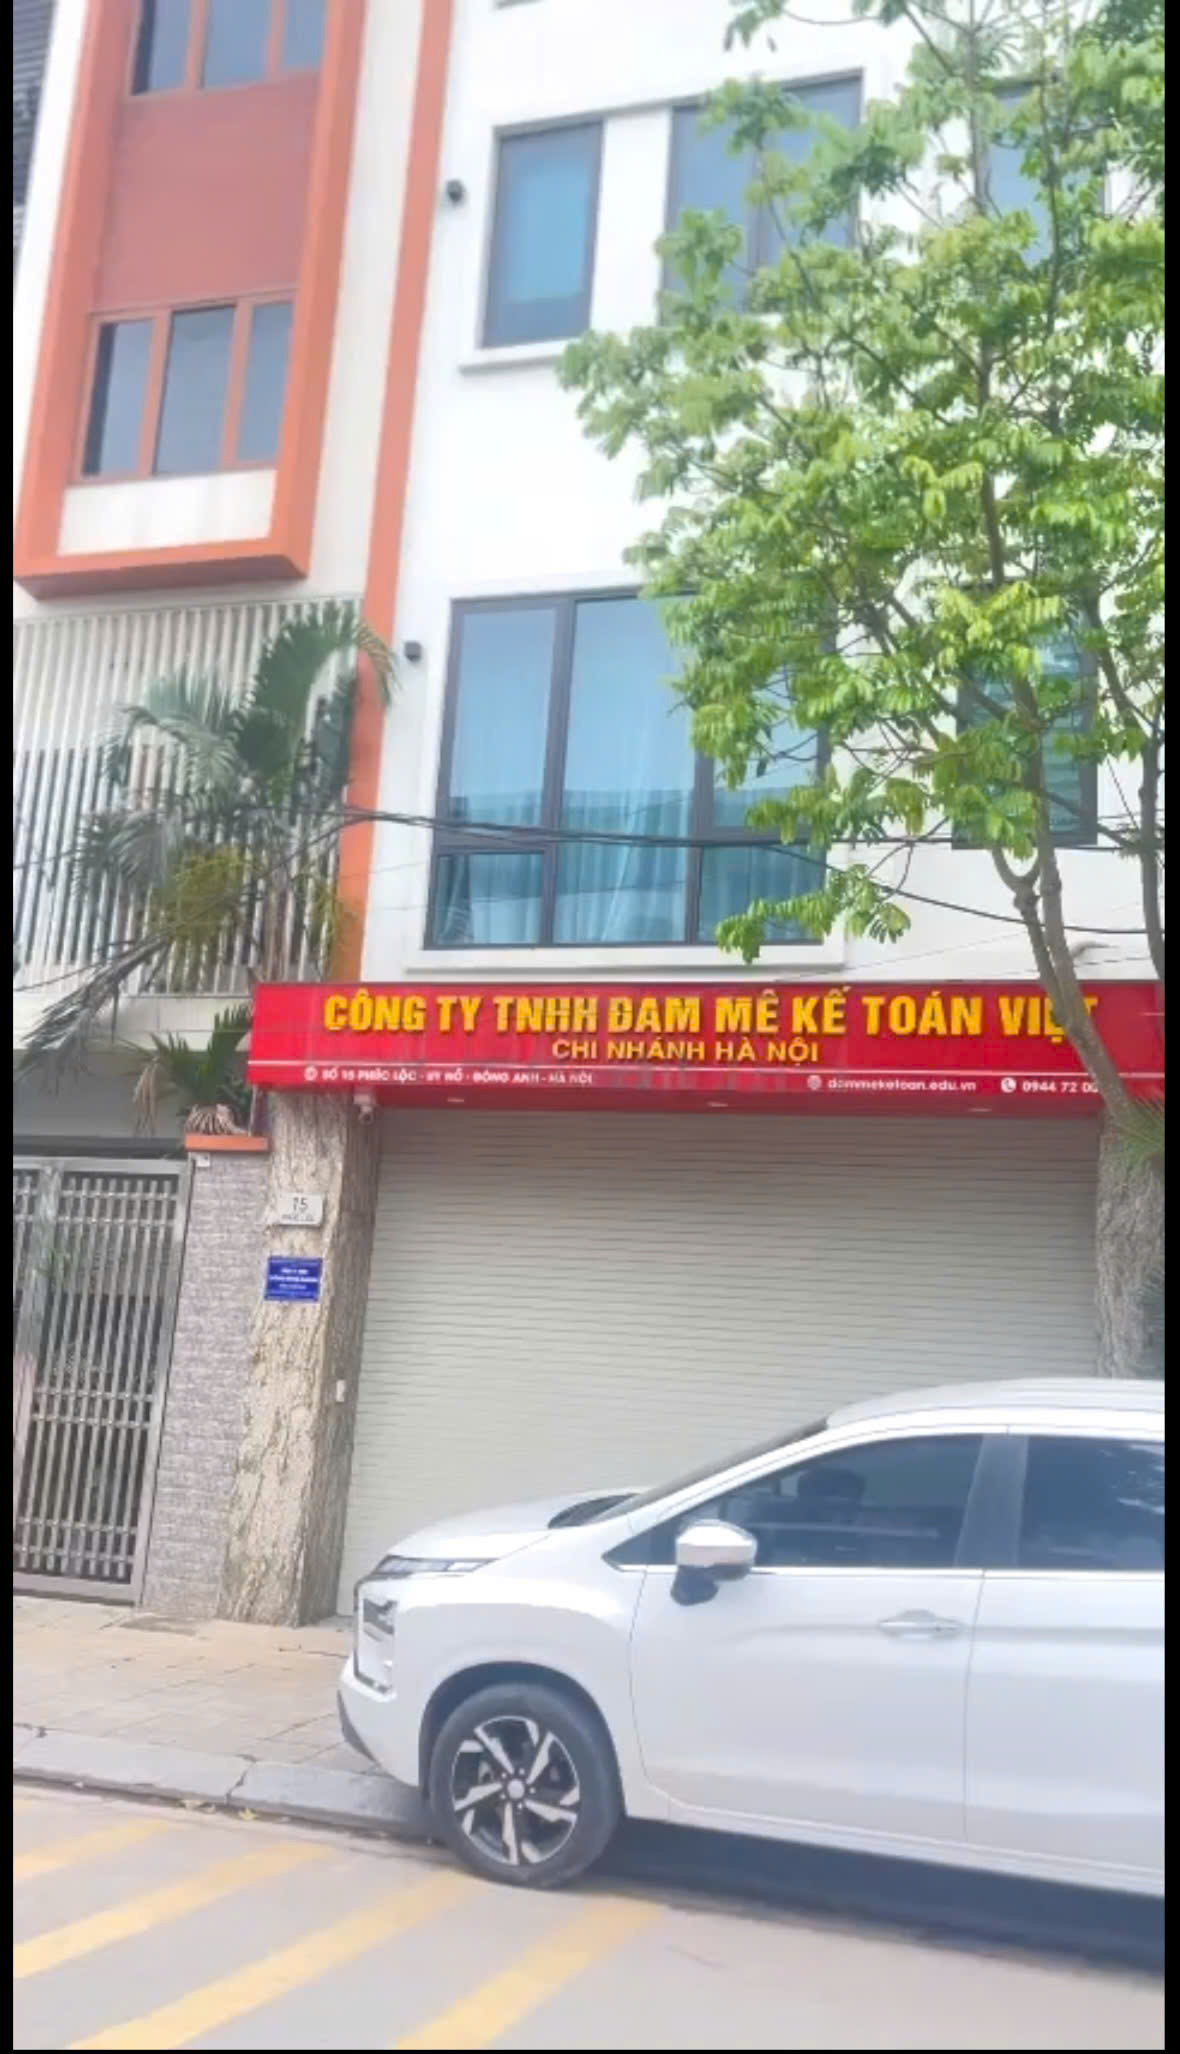 CÔNG TY TNHH ĐAM MÊ KẾ TOÁN VIỆT
CHI NHÁNH HÀ NỘI
SỐ 15 PHÚC LỘC - UY NỖ - ĐÔNG ANH - HÀ NỘI
dammeketoan.edu.vn
0944 72 02
15